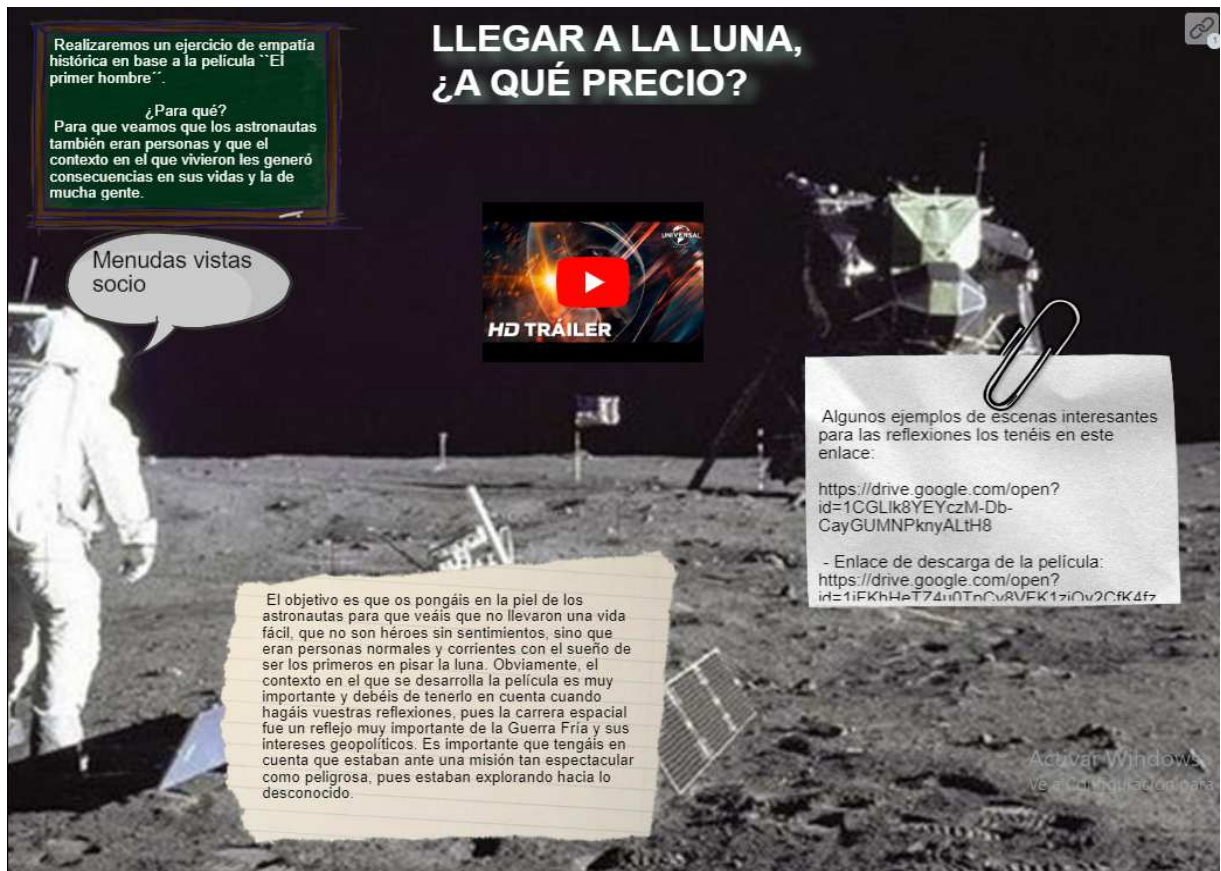 LLEGAR A LA LUNA,
¿A QUÉ PRECIO?
Realizaremos un ejercicio de empatía
histórica en base a la película ``El
primer hombre´´.
¿Para qué?
Para que veamos que los astronautas
también eran personas y que el
contexto en el que vivieron les generó
consecuencias en sus vidas y la de
mucha gente.
Menudas vistas
socio
UNIVERSAL
HD TRÁILER
Algunos ejemplos de escenas interesantes
para las reflexiones los tenéis en este
enlace:
https://drive.google.com/open?
id=1CGLlk8YEYczM-Db-
CayGUMNPknyALtH8
- Enlace de descarga de la película:
https://drive.google.com/open?
El objetivo es que os pongáis en la piel de los
astronautas para que veáis que no llevaron una vida
fácil, que no son héroes sin sentimientos, sino que
eran personas normales y corrientes con el sueño de
ser los primeros en pisar la luna. Obviamente, el
contexto en el que se desarrolla la película es muy
importante y debéis de tenerlo en cuenta cuando
hagáis vuestras reflexiones, pues la carrera espacial
fue un reflejo muy importante de la Guerra Fría y sus
intereses geopolíticos. Es importante que tengáis en
cuenta que estaban ante una misión tan espectacular
como peligrosa, pues estaban explorando hacia lo
desconocido.
Activar Windows
Ve a Configuración para
1